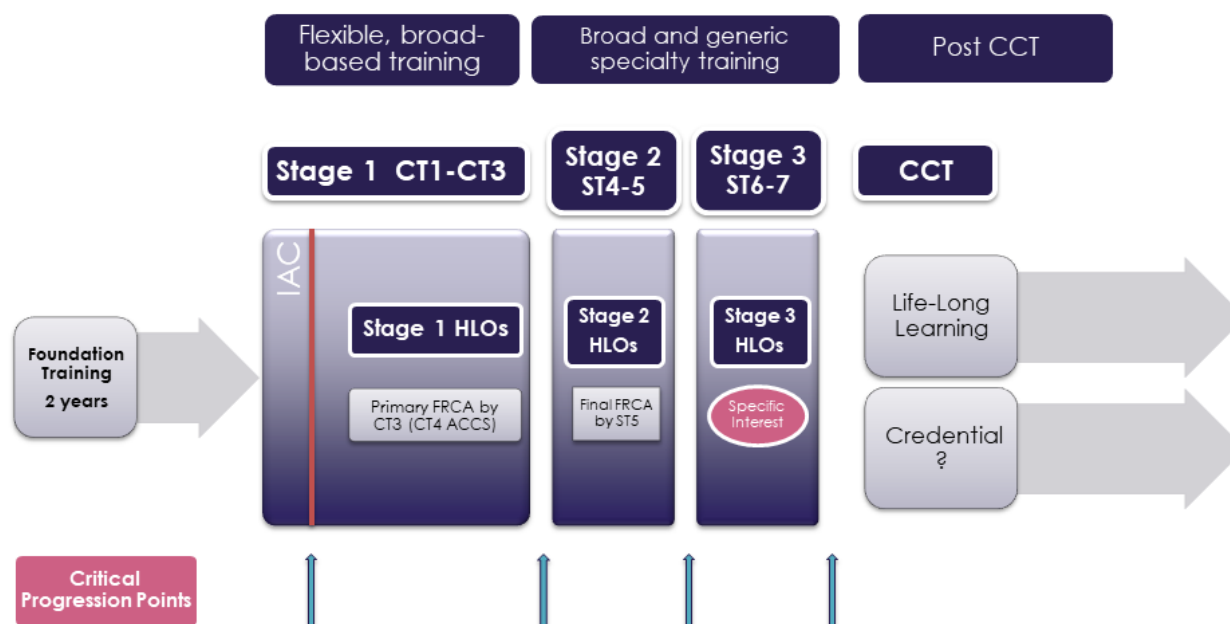 Flexible, broad-
based training
Broad and generic
specialty training
Post CCT
Stage 1 CT1-CT3
Stage 2
ST4-5
Stage 3
ST6-7
CCT
IAC
Stage 1 HLOs
Stage 2
HLOs
Stage 3
HLOs
Life-Long
Learning
Foundation
Training
2 years
Primary FRCA by
CT3 (CT4 ACCS)
Final FRCA
by ST5
Specific
Interest
Credential
?
Critical
Progression Points